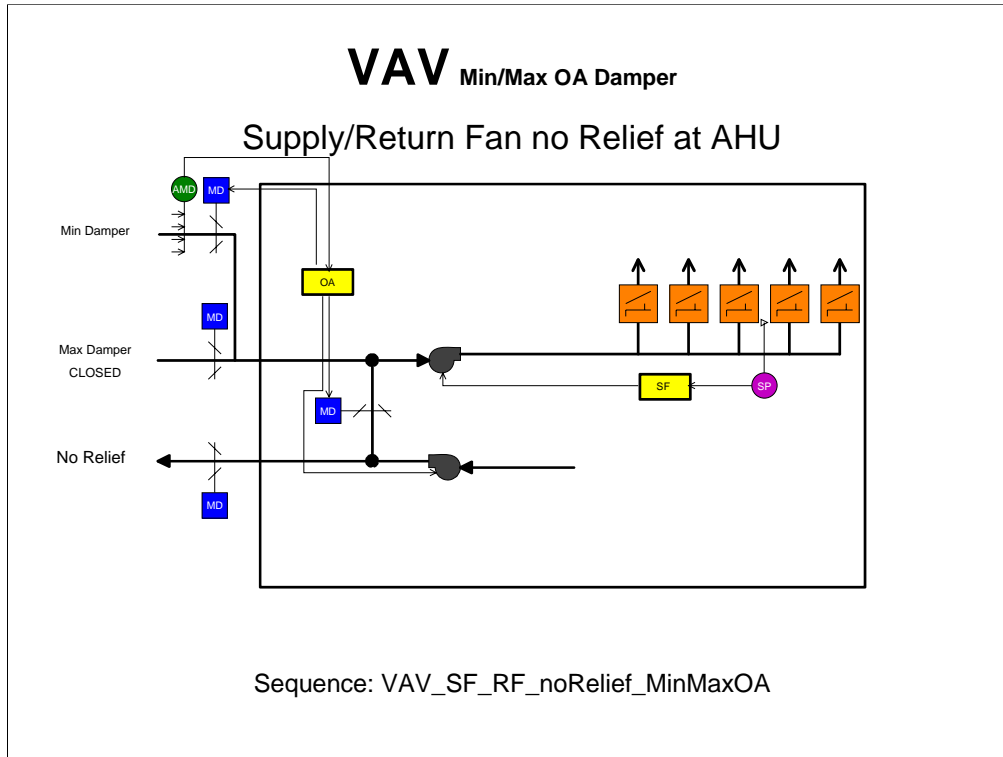 VAV Min/Max OA Damper
Supply/Return Fan no Relief at AHU
AMD
MD
Min Damper
OA
MD
Max Damper
CLOSED
SF
SP
MD
No Relief
MD
Sequence: VAV_SF_RF_noRelief_MinMaxOA